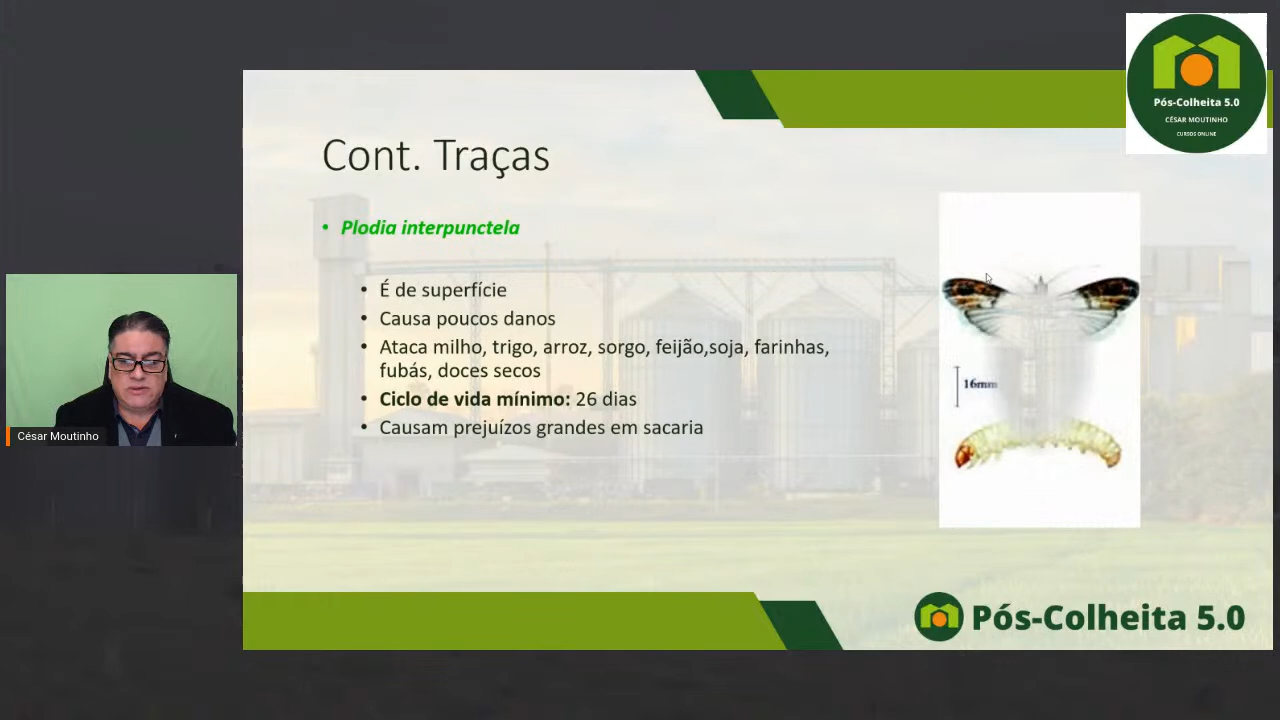 Pós-Colheita 5.0
CÉSAR MOUTINHO
CURSOS ONLINE
Cont. Traças
• Plodia interpunctela
• É de superfície
• Causa poucos danos
• Ataca milho, trigo, arroz, sorgo, feijão,soja, farinhas,
fubás, doces secos
• Ciclo de vida mínimo: 26 dias
• Causam prejuízos grandes em sacaria
16mm
César Moutinho
Pós-Colheita 5.0